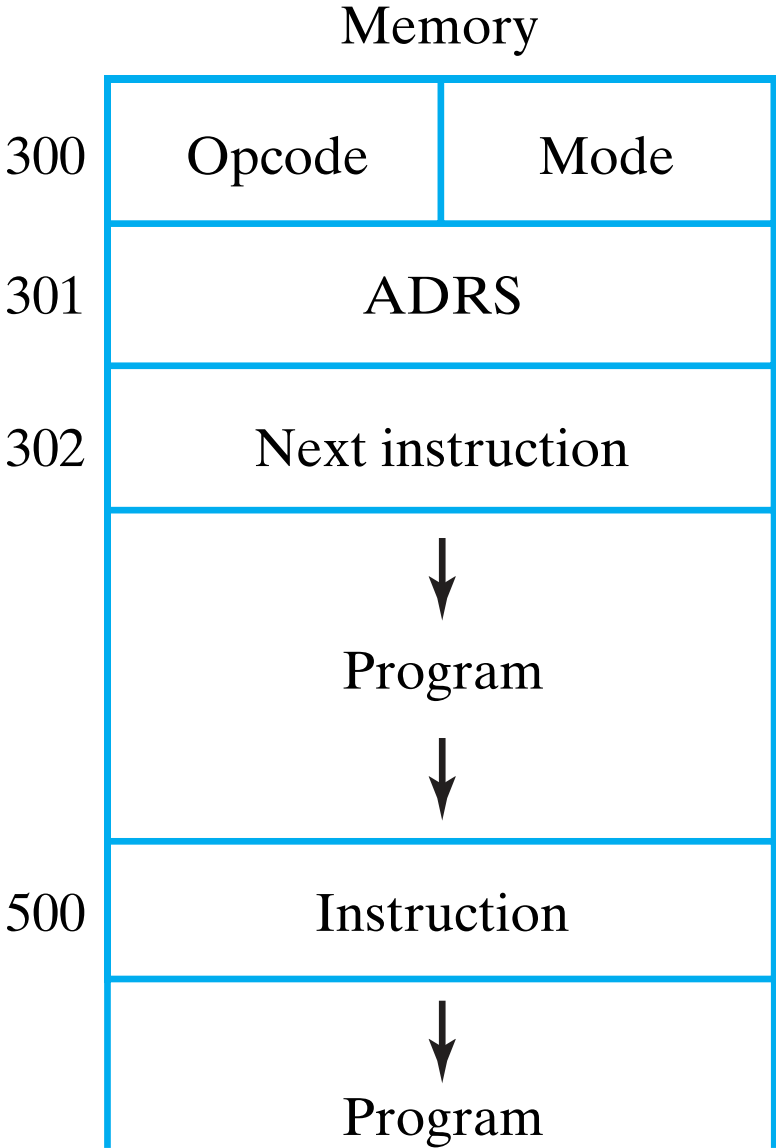 Memory
300 Opcode Mode
301 ADRS
302 Next instruction
Program
500 Instruction
Program